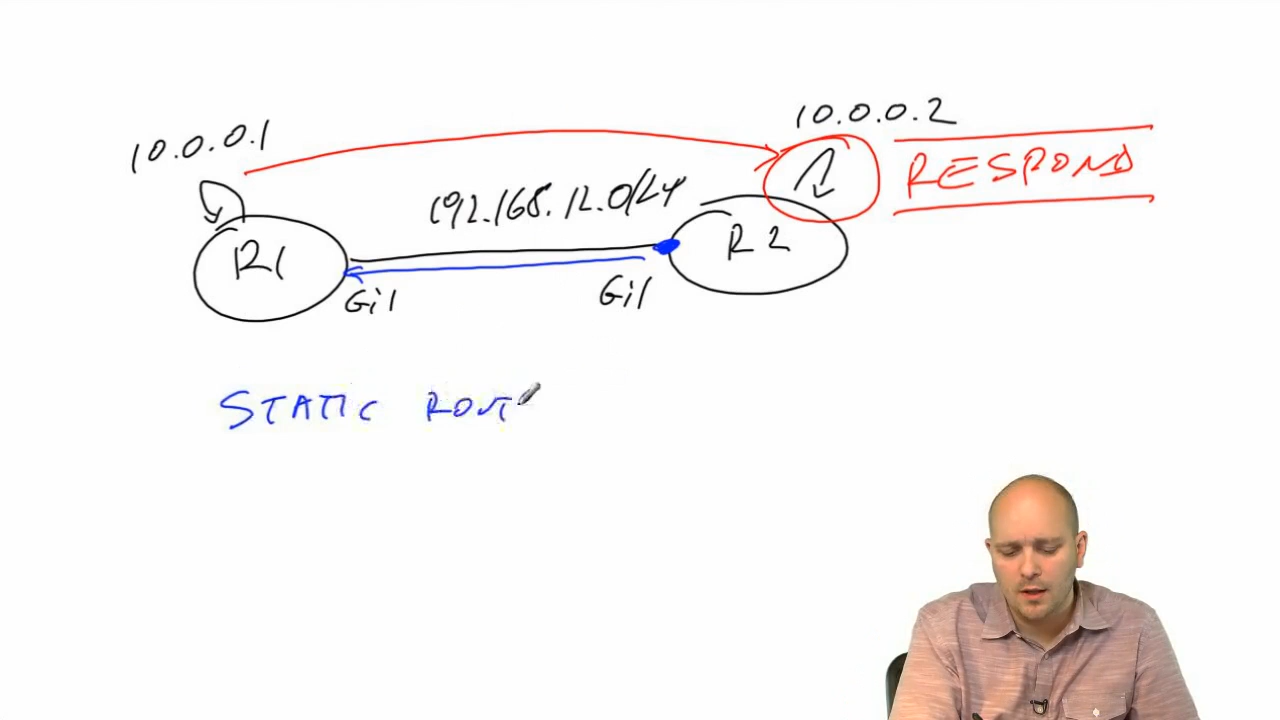 10.0.0.1
10.0.0.2
RESPOND
192.168.12.0/24
R1
R2
Gi1
Gi1
STATIC ROUT